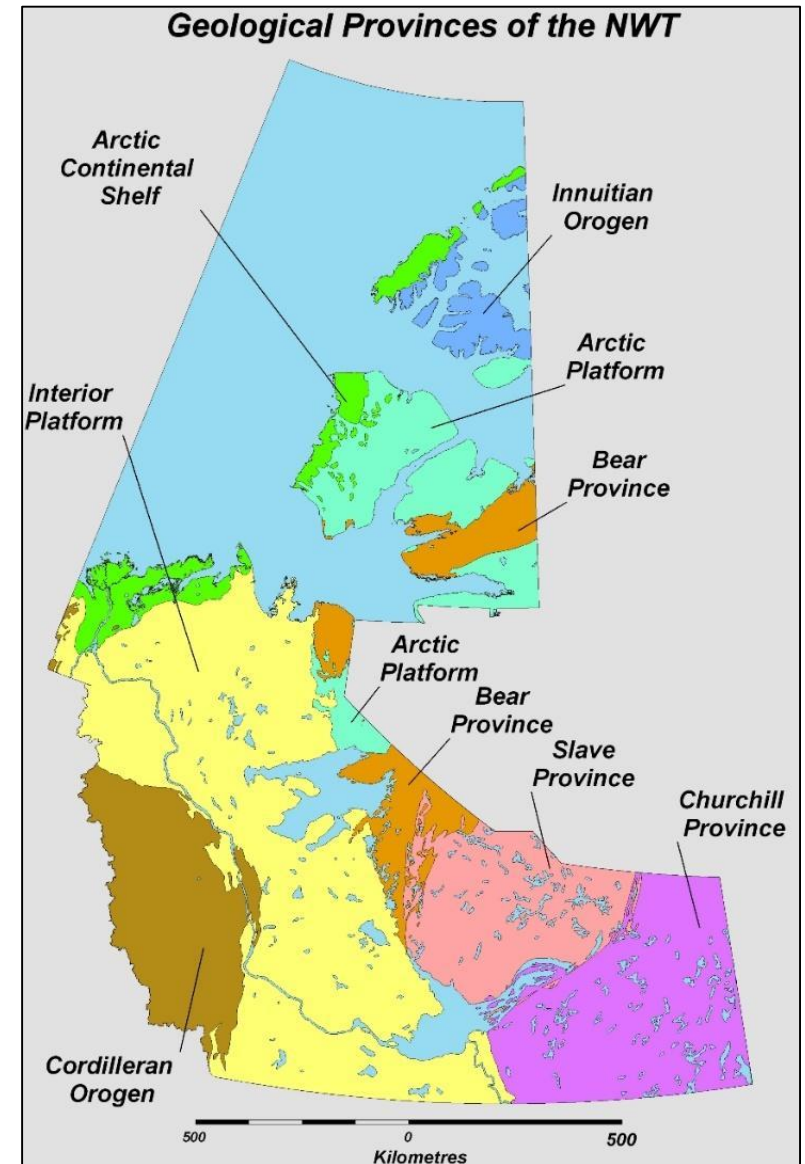 Geological Provinces of the NWT
Arctic
Continental
Shelf
Innuitian
Orogen
Arctic
Platform
Interior
Platform
Bear
Province
Arctic
Platform
Bear
Province
Slave
Province
Churchill
Province
Cordilleran
Orogen
500
0
500
Kilometres